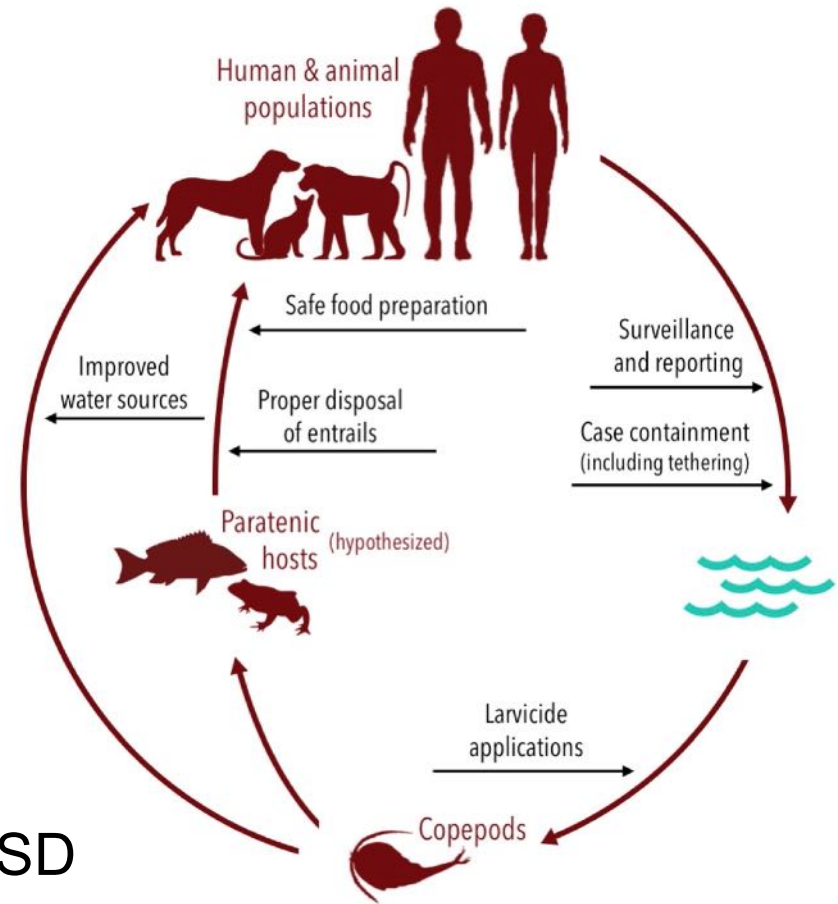 Human & animal
populations
Safe food preparation
Surveillance
and reporting
Improved
water sources
Proper disposal
of entrails
Case containment
(including tethering)
Paratenic
hosts (hypothesized)
Larvicide
applications
Copepods
SD